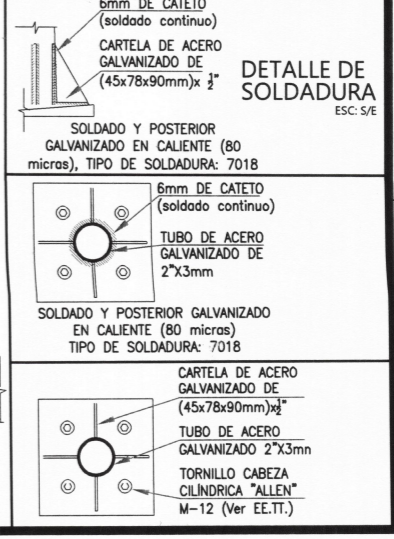 6mm DE CATETO
(soldado continuo)
CARTELA DE ACERO
GALVANIZADO DE
(45x78x90mm)x ½"
DETALLE DE
SOLDADURA
ESC: S/E
SOLDADO Y POSTERIOR
GALVANIZADO EN CALIENTE (80
micras), TIPO DE SOLDADURA: 7018
6mm DE CATETO
(soldado continuo)
TUBO DE ACERO
GALVANIZADO DE
2"X3mm
SOLDADO Y POSTERIOR GALVANIZADO
EN CALIENTE (80 micras)
TIPO DE SOLDADURA: 7018
CARTELA DE ACERO
GALVANIZADO DE
(45x78x90mm)x½"
TUBO DE ACERO
GALVANIZADO 2"X3mn
TORNILLO CABEZA
CILÍNDRICA "ALLEN"
M-12 (Ver EE.TT.)